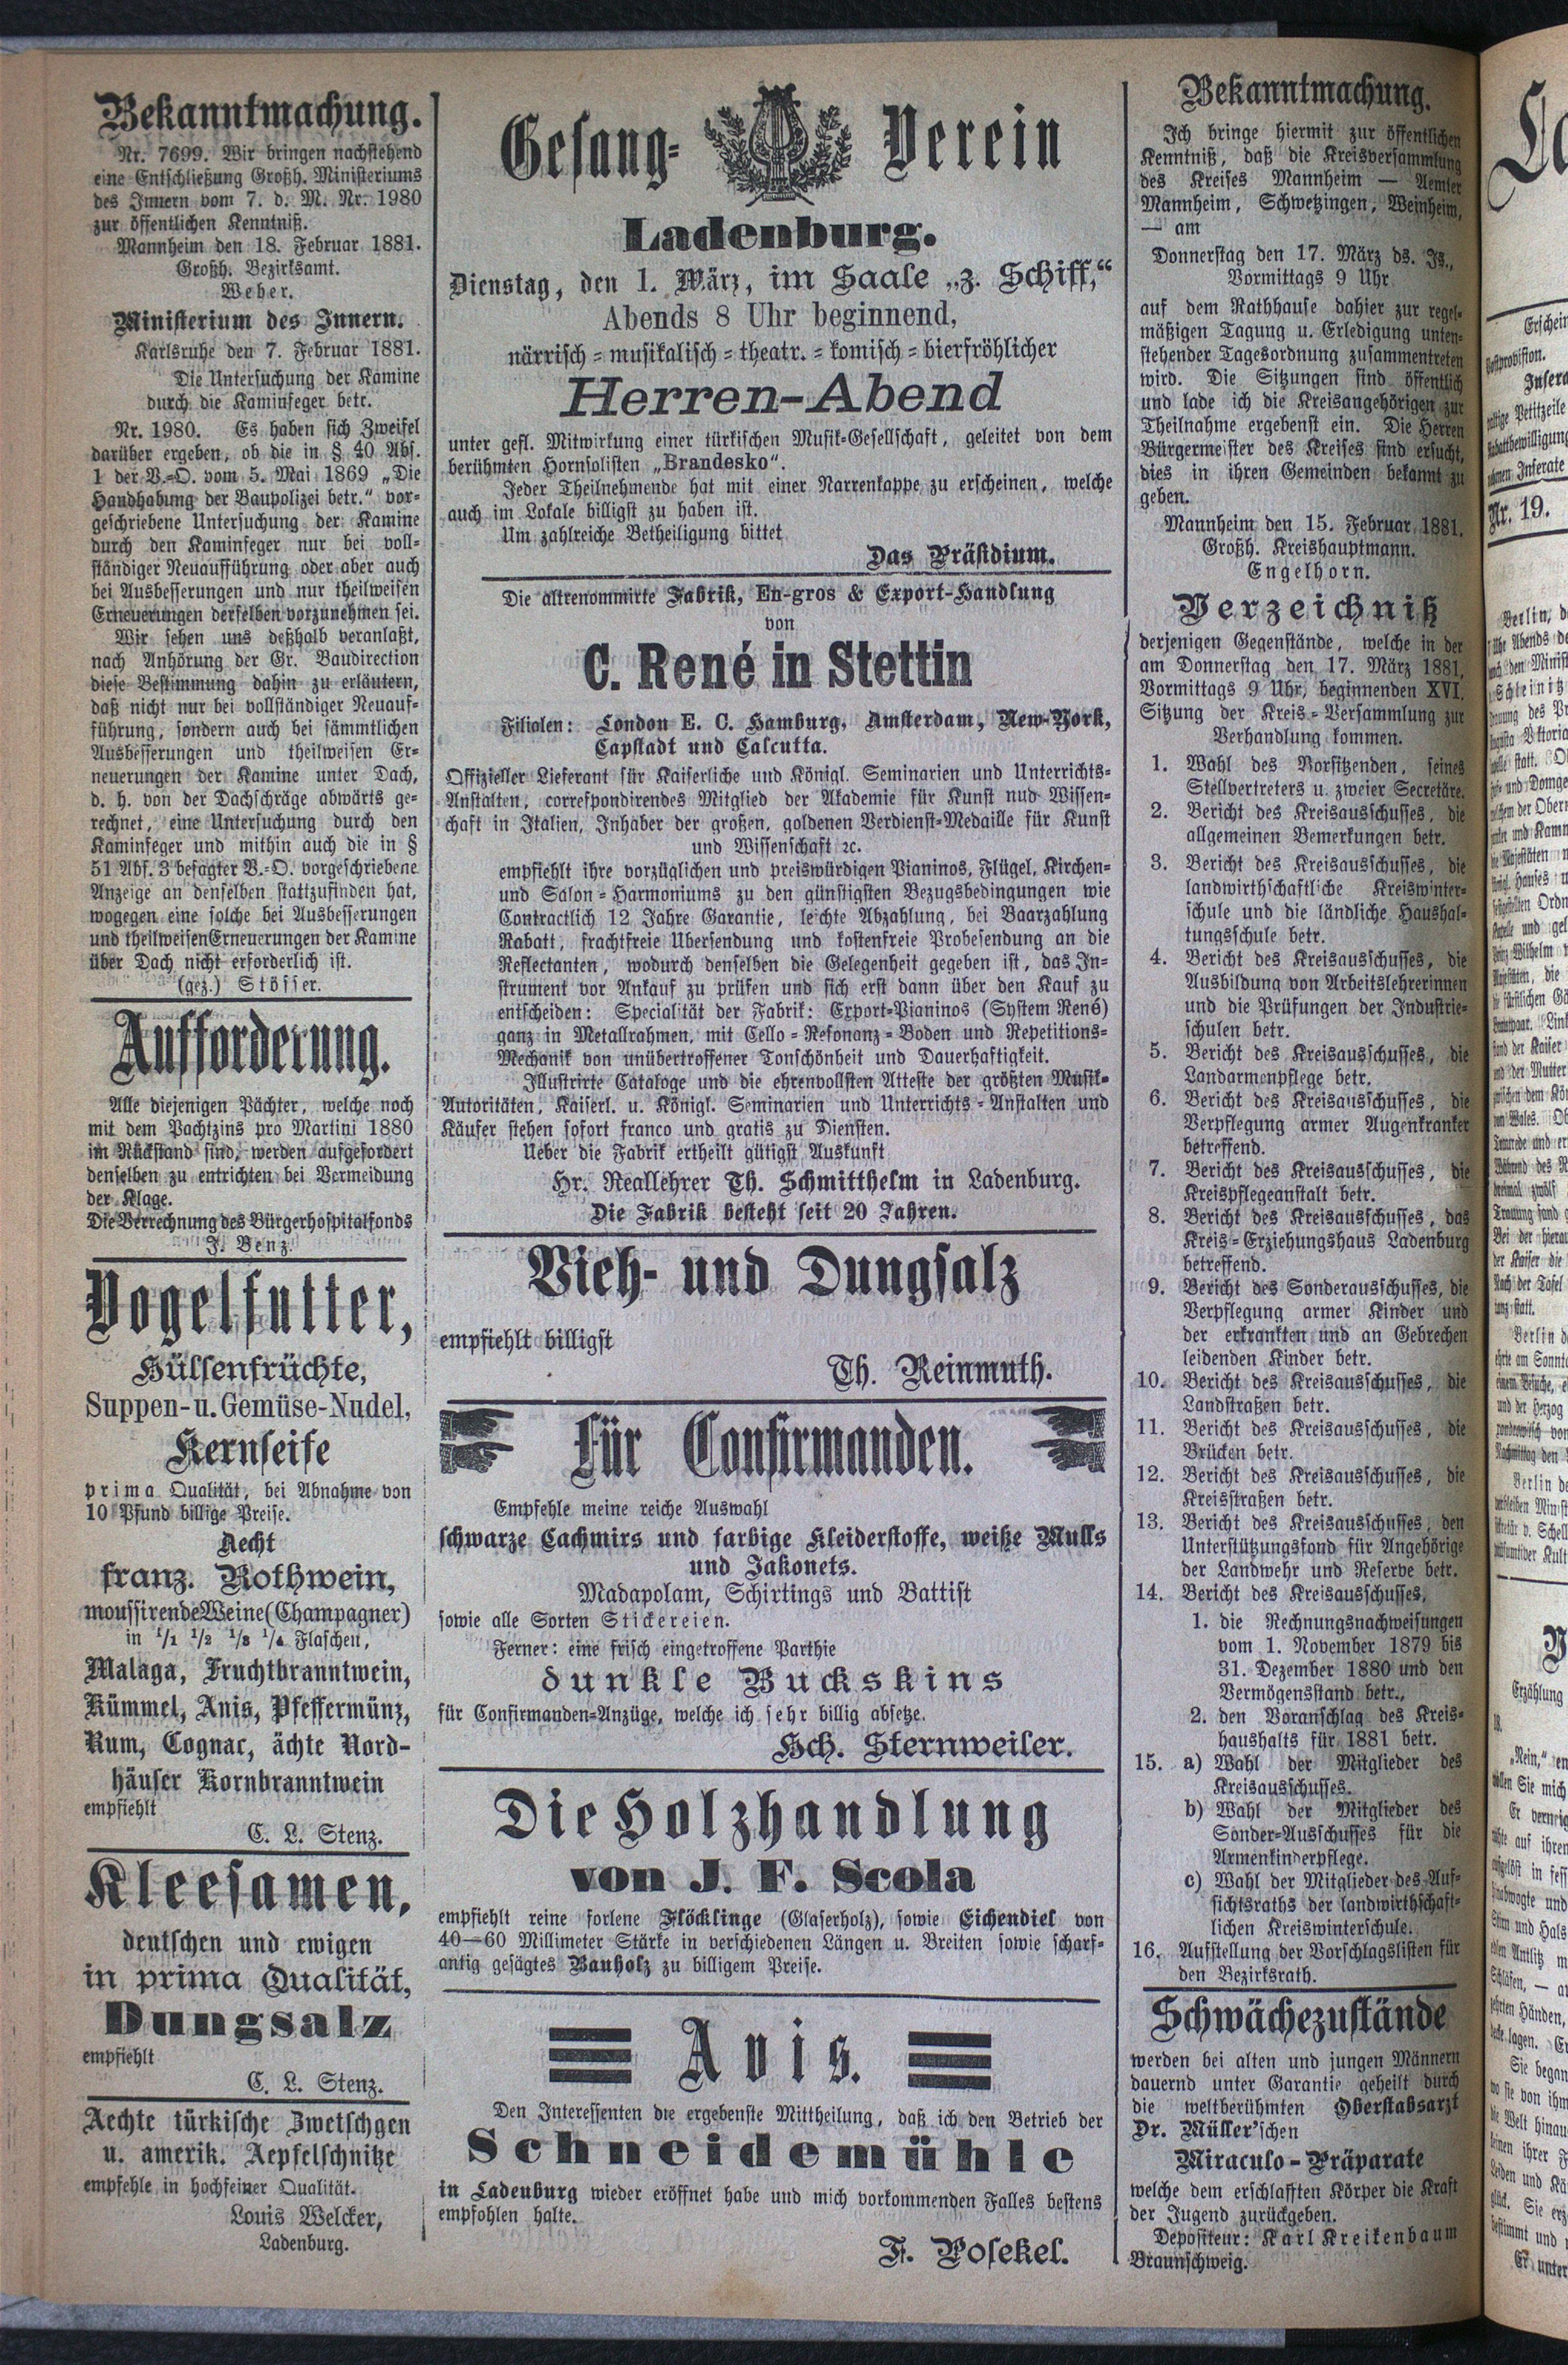 Bekanntmachung.
Nr. 7699. Wir bringen nachstehend
eine Entschließung Großh. Ministeriums
des Innern vom 7. d. M. Nr. 1980
zur öffentlichen Kenntniß.
Mannheim den 18. Februar 1881.
Großh. Bezirksamt.
Weber.
Ministerium des Innern.
Karlsruhe den 7. Februar 1881.
Die Untersuchung der Kamine
durch die Kaminfeger betr.
Nr. 1980. Es haben sich Zweifel
darüber ergeben, ob die in § 40 Abs.
1 der V.=O. vom 5. Mai 1869 „Die
Handhabung der Baupolizei betr.“ vor=
geschriebene Untersuchung der Kamine
durch den Kaminfeger nur bei voll=
ständiger Neuaufführung oder aber auch
bei Ausbesserungen und nur theilweisen
Erneuerungen derselben vorzunehmen sei.
Wir sehen uns deßhalb veranlaßt,
nach Anhörung der Gr. Baudirection
diese Bestimmung dahin zu erläutern,
daß nicht nur bei vollständiger Neuauf=
führung, sondern auch bei sämmtlichen
Ausbesserungen und theilweisen Er=
neuerungen der Kamine unter Dach,
d. h. von der Dachschräge abwärts ge=
rechnet, eine Untersuchung durch den
Kaminfeger und mithin auch die in §
51 Abs. 3 besagter V.=O. vorgeschriebene
Anzeige an denselben stattzufinden hat,
wogegen eine solche bei Ausbesserungen
und theilweisen Erneuerungen der Kamine
über Dach nicht erforderlich ist.
(gez.) Stösser.
Aufforderung.
Alle diejenigen Pächter, welche noch
mit dem Pachtzins pro Martini 1880
im Rückstand sind, werden aufgefordert
denselben zu entrichten bei Vermeidung
der Klage.
Die Verrechnung des Bürgerhospitalfonds
J. Benz.
Vogelfutter,
Hülsenfrüchte,
Suppen-u. Gemüse-Nudel,
Kernseife
prima Qualität, bei Abnahme von
10 Pfund billige Preise.
Aecht
franz. Rothwein,
moussirende Weine (Champagner)
in 1/1 1/2 1/8 1/4 Flaschen,
Malaga, Fruchtbranntwein,
Kümmel, Anis, Pfeffermünz,
Rum, Cognac, ächte Nord-
häuser Kornbranntwein
empfiehlt
C. L. Stenz.
Kleesamen,
deutschen und ewigen
in prima Qualität,
Dungsalz
empfiehlt
C. L. Stenz.
Aechte türkische Zwetschgen
u. amerik. Aepfelschnitze
empfehle in hochfeiner Qualität.
Louis Welcker,
Ladenburg.
Gesang= Verein
Ladenburg.
Dienstag, den 1. März, im Saale „z. Schiff,“
Abends 8 Uhr beginnend,
närrisch=musikalisch=theatr.=komisch=bierfröhlicher
Herren-Abend
unter gefl. Mitwirkung einer türkischen Musik=Gesellschaft, geleitet von dem
berühmten Hornsolisten „Brandesko“.
Jeder Theilnehmende hat mit einer Narrenkappe zu erscheinen, welche
auch im Lokale billigst zu haben ist.
Um zahlreiche Betheiligung bittet
Das Präsidium.
Die altrenommirte Fabrik, En-gros & Export-Handlung
von
C. René in Stettin
Filiolen: London E. C. Hamburg, Amsterdam, New-York,
Capstadt und Calcutta.
Offizieller Lieferant für Kaiserliche und Königl. Seminarien und Unterrichts=
Anstalten, correspondirendes Mitglied der Akademie für Kunst nud Wissen=
chaft in Italien, Inhaber der großen, goldenen Verdienst=Medaille für Kunst
und Wissenschaft ꝛc.
empfiehlt ihre vorzüglichen und preiswürdigen Pianinos, Flügel, Kirchen=
und Salon=Harmoniums zu den günstigsten Bezugsbedingungen wie
Contractlich 12 Jahre Garantie, leichte Abzahlung, bei Baarzahlung
Rabatt, frachtfreie Übersendung und kostenfreie Probesendung an die
Reflectanten, wodurch denselben die Gelegenheit gegeben ist, das In=
strument vor Ankauf zu prüfen und sich erst dann über den Kauf zu
entscheiden: Specialität der Fabrik: Export=Pianinos (System René)
ganz in Metallrahmen, mit Cello=Resonanz=Boden und Repetitions=
Mechanik von unübertroffener Tonschönheit und Dauerhaftigkeit.
Illustrirte Cataloge und die ehrenvollsten Atteste der größten Musik=
Autoritäten, Kaiserl. u. Königl. Seminarien und Unterrichts=Anstalten und
Käufer stehen sofort franco und gratis zu Diensten.
Ueber die Fabrik ertheilt gütigst Auskunft
Hr. Reallehrer Th. Schmitthelm in Ladenburg.
Die Fabrik besteht seit 20 Jahren.
Vieh- und Dungsalz
empfiehlt billigst
Th. Reinmuth.
Für Confirmanden.
Empfehle meine reiche Auswahl
schwarze Cachmirs und farbige Kleiderstoffe, weiße Mulls
und Jakonets.
Madapolam, Schirtings und Battist
sowie alle Sorten Stickereien.
Ferner: eine frisch eingetroffene Parthie
dunkle Buckskins
für Confirmanden=Anzüge, welche ich sehr billig absetze.
Hch. Sternweiler.
Die Holzhandlung
von J. F. Scola
empfiehlt reine forlene Flöcklinge (Glaserholz), sowie Eichendiel von
40—60 Millimeter Stärke in verschiedenen Längen u. Breiten sowie scharf=
antig gesägtes Bauholz zu billigem Preise.
Avis.
Den Interessenten die ergebenste Mittheilung, daß ich den Betrieb der
Schneidemühle
in Ladenburg wieder eröffnet habe und mich vorkommenden Falles bestens
empfohlen halte.
F. Posekel.
Bekanntmachung.
Ich bringe hiermit zur öffentlichen
Kenntniß, daß die Kreisversammlung
des Kreises Mannheim — Aemter
Mannheim, Schwetzingen, Weinheim,
— am
Donnerstag den 17. März ds. Js.,
Vormittags 9 Uhr
auf dem Rathhause dahier zur regel=
mäßigen Tagung u. Erledigung unten=
stehender Tagesordnung zusammentreten
wird. Die Sitzungen sind öffentlich
und lade ich die Kreisangehörigen zur
Theilnahme ergebenst ein. Die Herren
Bürgermeister des Kreises sind ersucht,
dies in ihren Gemeinden bekannt zu
geben.
Mannheim den 15. Februar 1881.
Großh. Kreishauptmann.
Engelhorn.
Verzeichniß
derjenigen Gegenstände, welche in der
am Donnerstag den 17. März 1881,
Vormittags 9 Uhr, beginnenden XVI.
Sitzung der Kreis=Versammlung zur
Verhandlung kommen.
1. Wahl des Vorsitzenden, seines
Stellvertreters u. zweier Secretäre.
2. Bericht des Kreisausschusses, die
allgemeinen Bemerkungen betr.
3. Bericht des Kreisausschusses, die
landwirthschaftliche Kreiswinter=
schule und die ländliche Haushal=
tungsschule betr.
4. Bericht des Kreisausschusses, die
Ausbildung von Arbeitslehrerinnen
und die Prüfungen der Industrie=
schulen betr.
5. Bericht des Kreisausschusses, die
Landarmenpflege betr.
6. Bericht des Kreisausschusses, die
Verpflegung armer Augenkranker
betreffend.
7. Bericht des Kreisausschusses, die
Kreispflegeanstalt betr.
8. Bericht des Kreisausschusses, das
Kreis=Erziehungshaus Ladenburg
betreffend.
9. Bericht des Sonderausschusses, die
Verpflegung armer Kinder und
der erkrankten und an Gebrechen
leidenden Kinder betr.
10. Bericht des Kreisausschusses, die
Landstraßen betr.
11. Bericht des Kreisausschusses, die
Brücken betr.
12. Bericht des Kreisausschusses, die
Kreisstraßen betr.
13. Bericht des Kreisausschusses, den
Unterstützungsfond für Angehörige
der Landwehr und Reserve betr.
14. Bericht des Kreisausschusses,
1. die Rechnungsnachweisungen
vom 1. November 1879 bis
31. Dezember 1880 und den
Vermögensstand betr.,
2. den Voranschlag des Kreis=
haushalts für 1881 betr.
15. a) Wahl der Mitglieder des
Kreisausschusses.
b) Wahl der Mitglieder des
Sonder=Ausschusses für die
Armenkinderpflege.
c) Wahl der Mitglieder des Auf=
sichtsraths der landwirthschaft=
lichen Kreiswinterschule.
16. Aufstellung der Vorschlagslisten für
den Bezirksrath.
Schwächezustände
werden bei alten und jungen Männern
dauernd unter Garantie geheilt durch
die weltberühmten Oberstabsarzt
Dr. Müller'schen
Miraculo-Präparate
welche dem erschlafften Körper die Kraft
der Jugend zurückgeben.
Depositeur: Karl Kreikenbaum
Braunschweig.
Nr. 19.